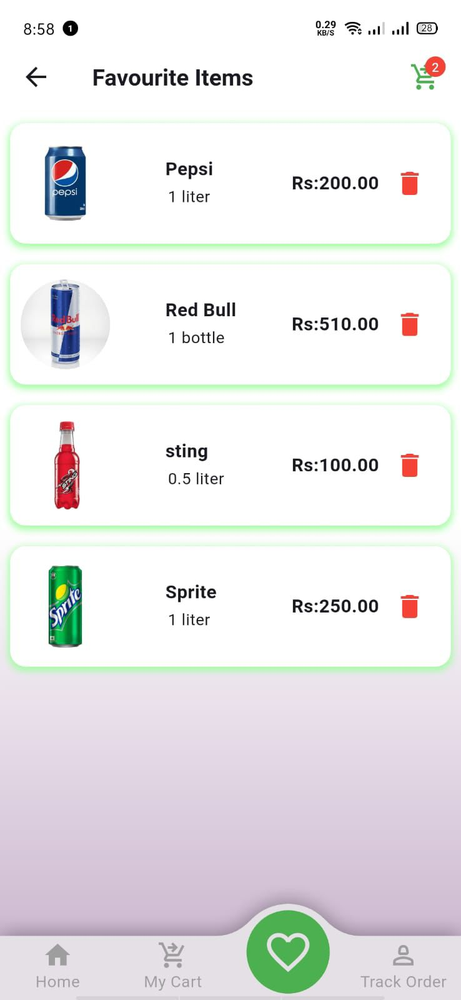 8:58 1 0.29 KB/S 28
Favourite Items 2
pepsi
Pepsi
1 liter
Rs:200.00
Red Bull
Red Bull
1 bottle
Rs:510.00
STING
sting
0.5 liter
Rs:100.00
Sprite
Sprite
1 liter
Rs:250.00
Home
My Cart
Track Order